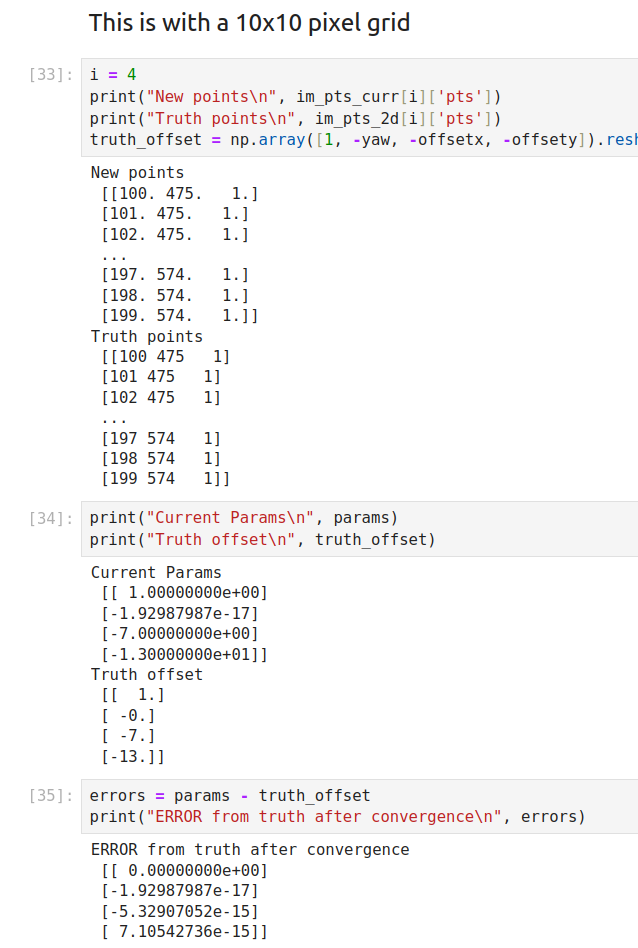 This is with a 10x10 pixel grid
[33]: i = 4
print("New points\n", im_pts_curr[i]['pts'])
print("Truth points\n", im_pts_2d[i]['pts'])
truth_offset = np.array([1, -yaw, -offsetx, -offsety]).resh
New points
[[100. 475.   1.]
[101. 475.   1.]
[102. 475.   1.]
...
[197. 574.   1.]
[198. 574.   1.]
[199. 574.   1.]]
Truth points
[[100 475   1]
[101 475   1]
[102 475   1]
...
[197 574   1]
[198 574   1]
[199 574   1]]
[34]: print("Current Params\n", params)
print("Truth offset\n", truth_offset)
Current Params
[[ 1.00000000e+00]
[-1.92987987e-17]
[-7.00000000e+00]
[-1.30000000e+01]]
Truth offset
[[  1.]
[ -0.]
[ -7.]
[-13.]]
[35]: errors = params - truth_offset
print("ERROR from truth after convergence\n", errors)
ERROR from truth after convergence
[[ 0.00000000e+00]
[-1.92987987e-17]
[-5.32907052e-15]
[ 7.10542736e-15]]